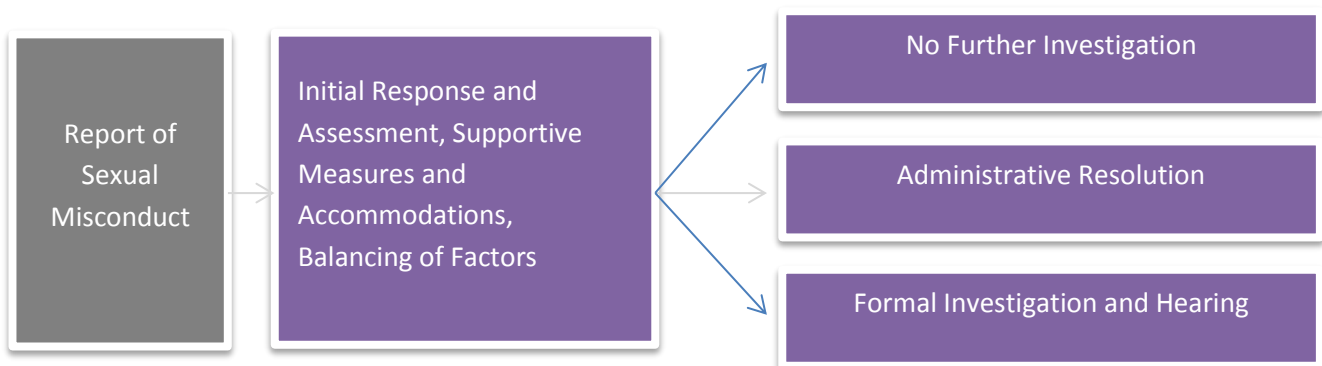 Report of
Sexual
Misconduct
Initial Response and
Assessment, Supportive
Measures and
Accommodations,
Balancing of Factors
No Further Investigation
Administrative Resolution
Formal Investigation and Hearing